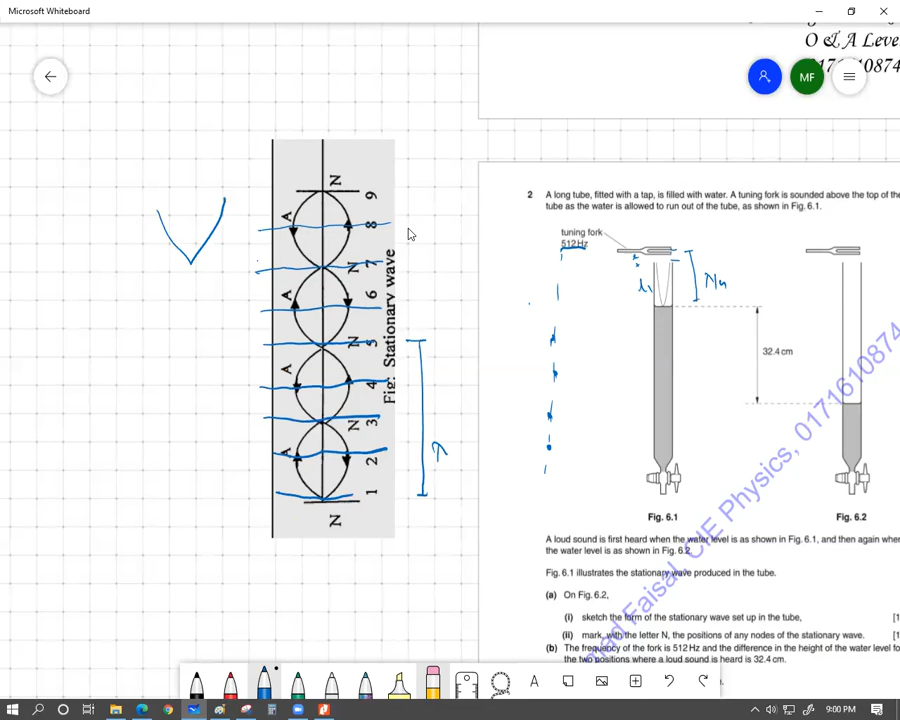 Microsoft Whiteboard
O & A Level
MF
N
A
A
A
A
N
N
N
N
1
2
3
4
5
6
7
8
9
Fig: Stationary wave
λ
2 A long tube, fitted with a tap, is filled with water. A tuning fork is sounded above the top of the
tube as the water is allowed to run out of the tube, as shown in Fig. 6.1.
tuning fork
512Hz
32.4 cm
Fig. 6.1
Fig. 6.2
A loud sound is first heard when the water level is as shown in Fig. 6.1, and then again when
the water level is as shown in Fig. 6.2.
Fig. 6.1 illustrates the stationary wave produced in the tube.
(a) On Fig. 6.2,
(i) sketch the form of the stationary wave set up in the tube, [1
(ii) mark, with the letter N, the positions of any nodes of the stationary wave. [1
(b) The frequency of the fork is 512 Hz and the difference in the height of the water level for
the two positions where a loud sound is heard is 32.4 cm.
Faisal, CIE Physics, 0171610874
A
9:00 PM